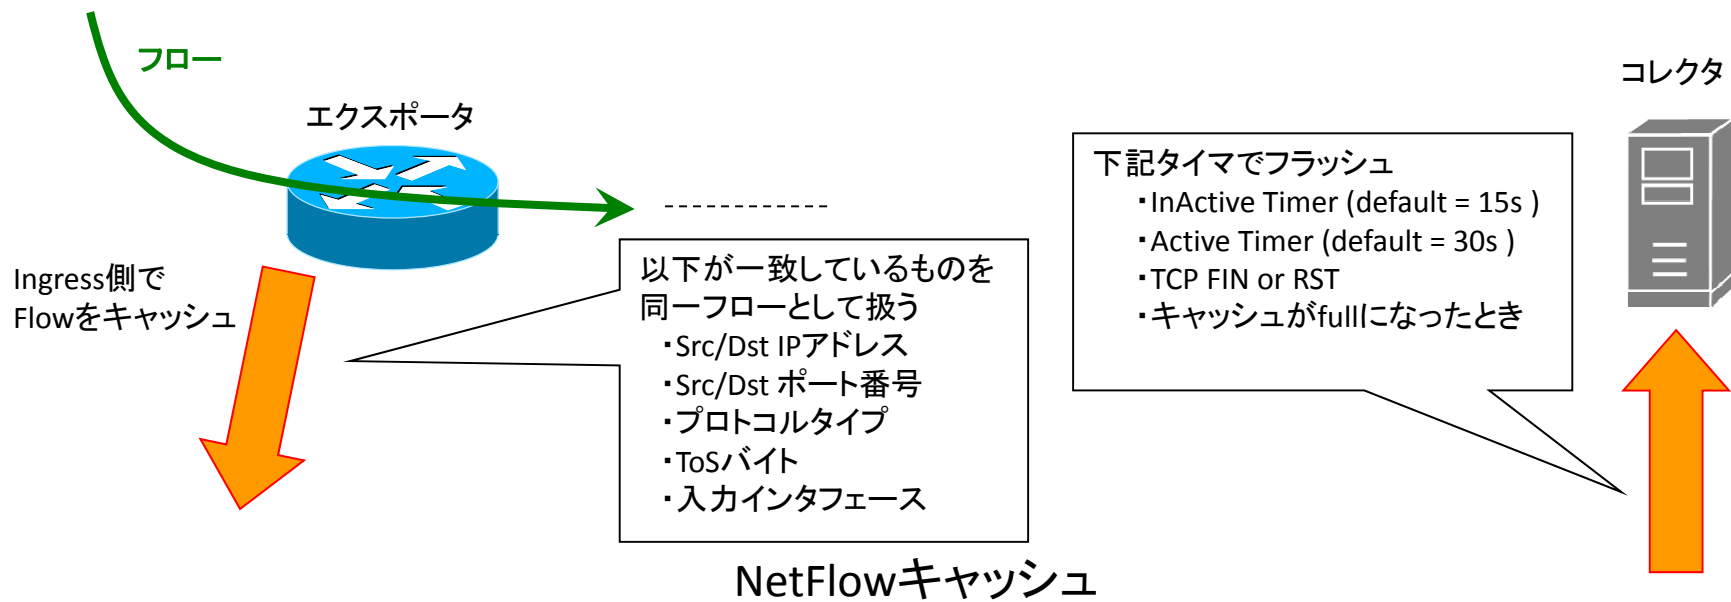 フロー
エクスポータ
コレクタ
Ingress側で
Flowをキャッシュ
以下が一致しているものを
同一フローとして扱う
・Src/Dst IPアドレス
・Src/Dst ポート番号
・プロトコルタイプ
・ToSバイト
・入力インタフェース
下記タイマでフラッシュ
・InActive Timer (default = 15s )
・Active Timer (default = 30s )
・TCP FIN or RST
・キャッシュがfullになったとき
NetFlowキャッシュ